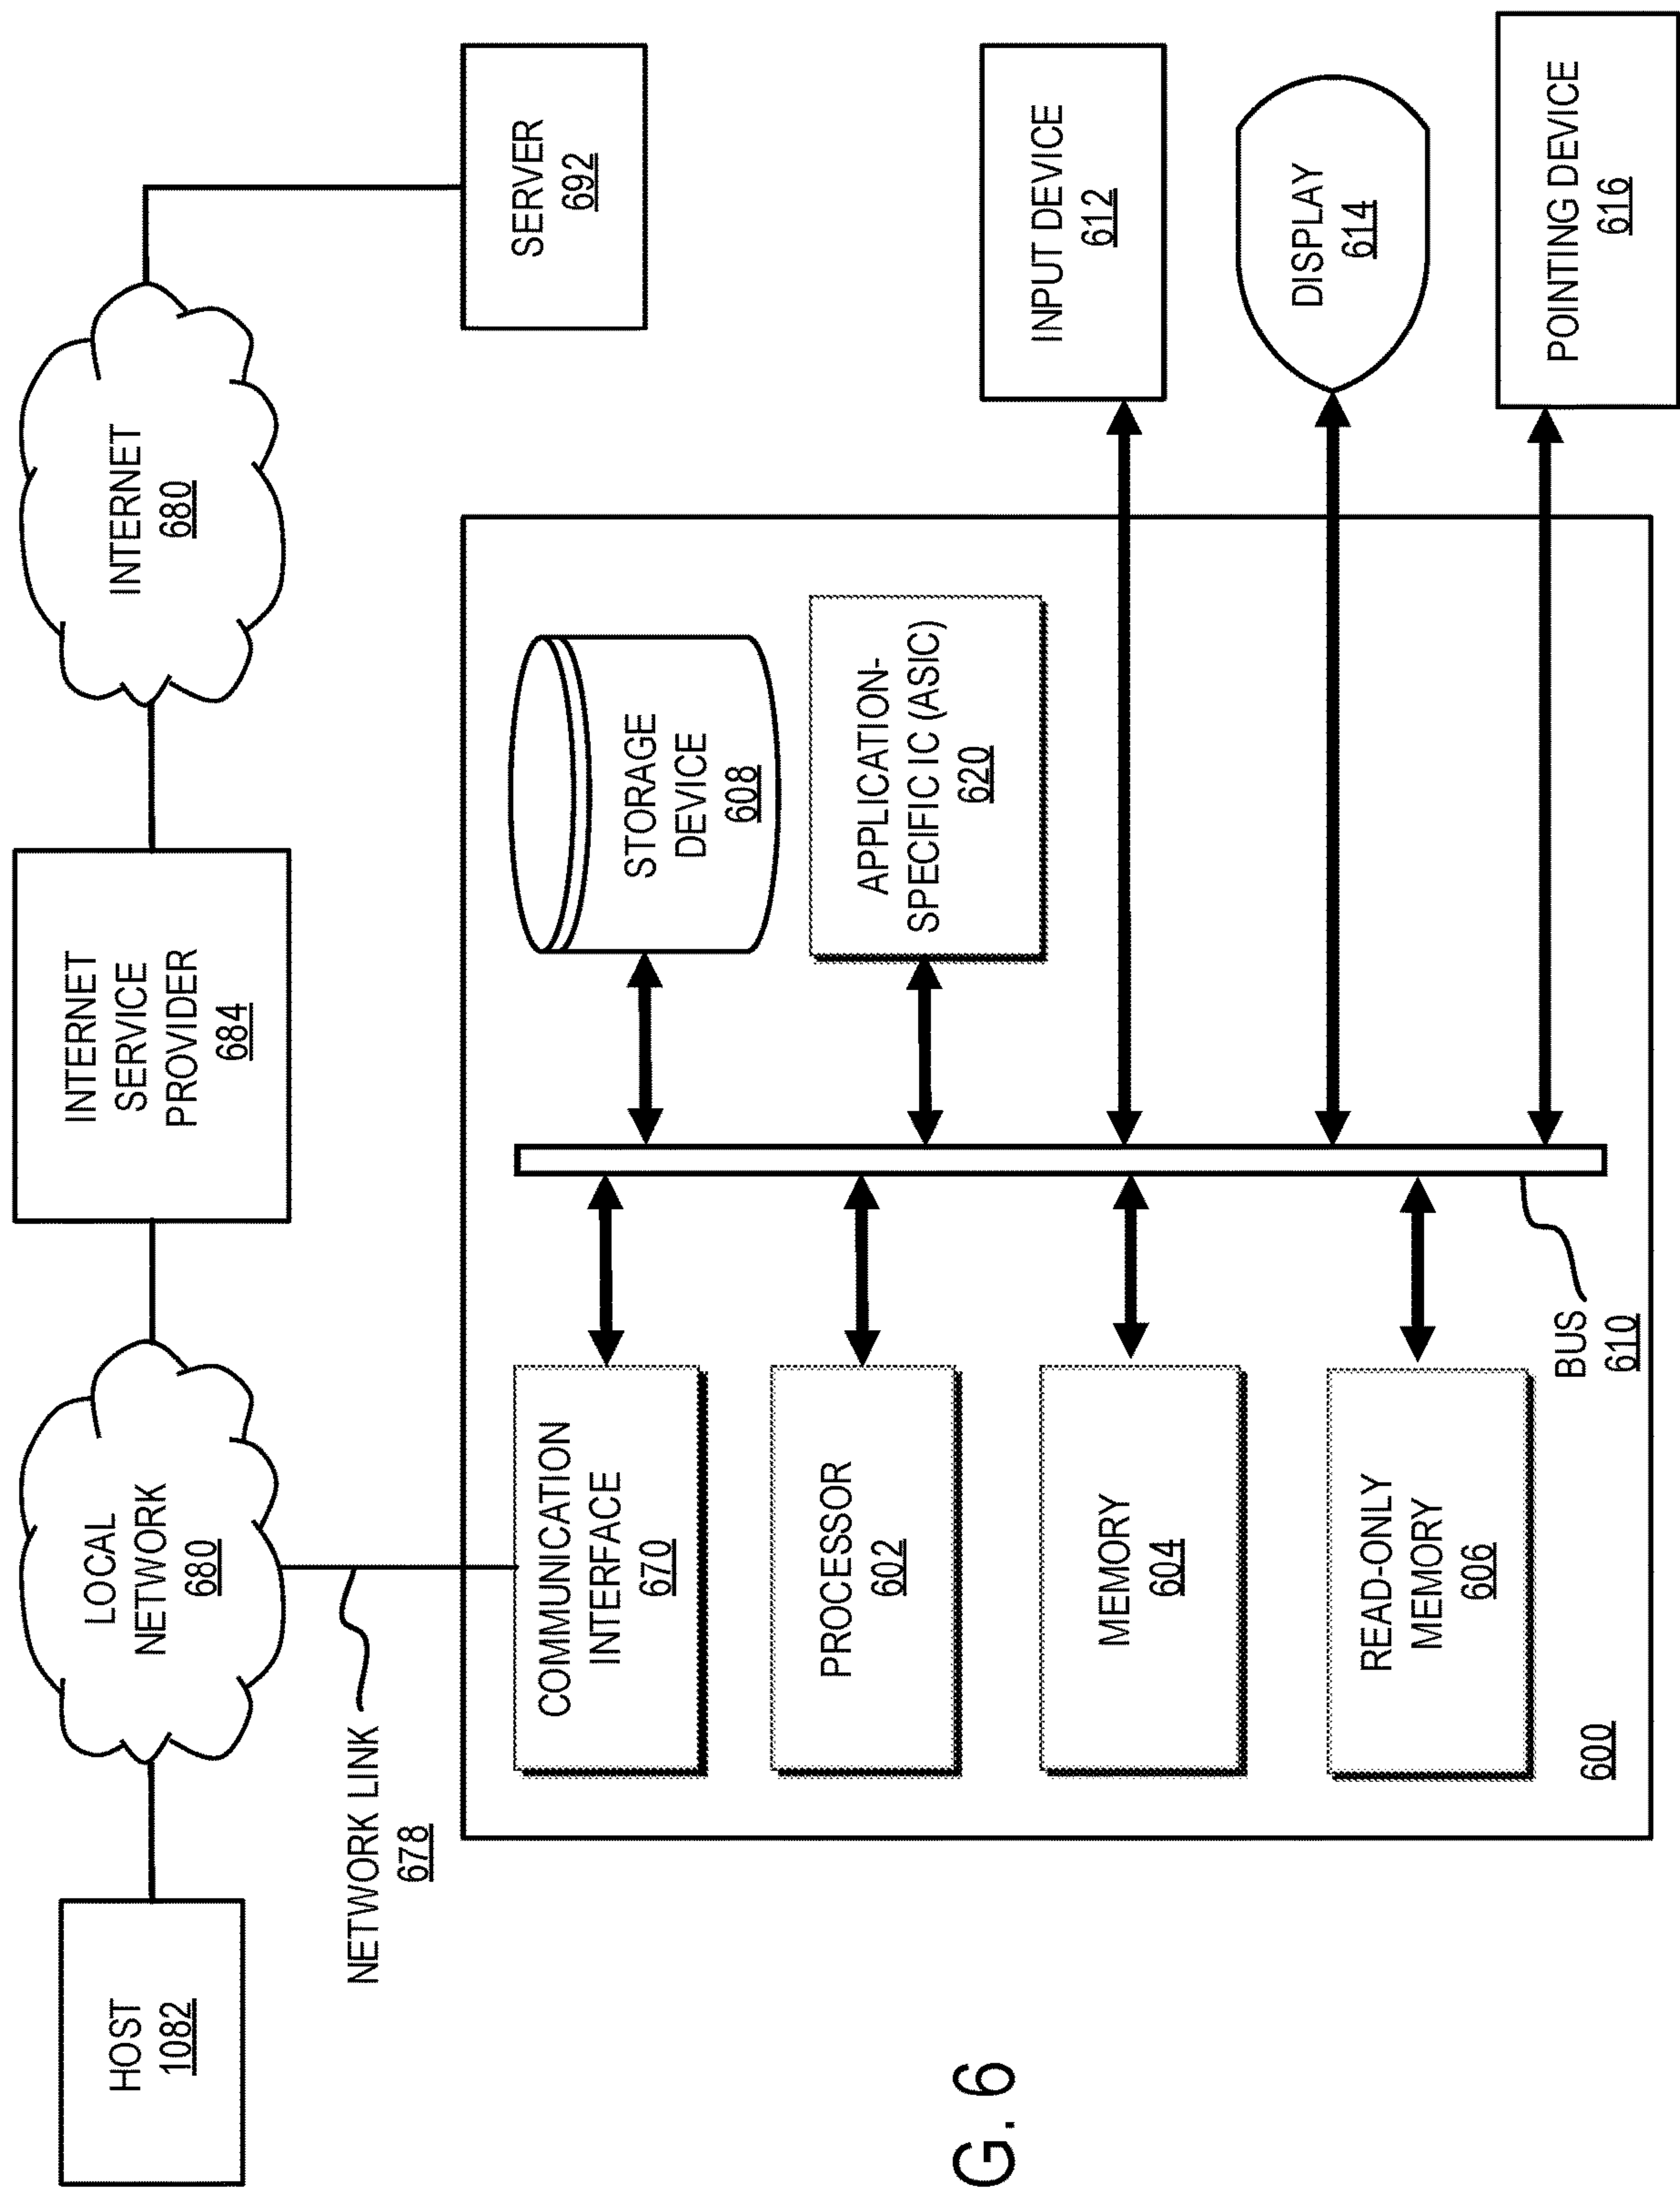 HOST
1082
LOCAL
NETWORK
680
INTERNET
SERVICE
PROVIDER
684
INTERNET
680
NETWORK LINK
678
SERVER
692
COMMUNICATION
INTERFACE
670
STORAGE
DEVICE
608
PROCESSOR
602
APPLICATION-
SPECIFIC IC (ASIC)
620
MEMORY
604
INPUT DEVICE
612
READ-ONLY
MEMORY
606
DISPLAY
614
BUS
610
600
POINTING DEVICE
616
G. 6